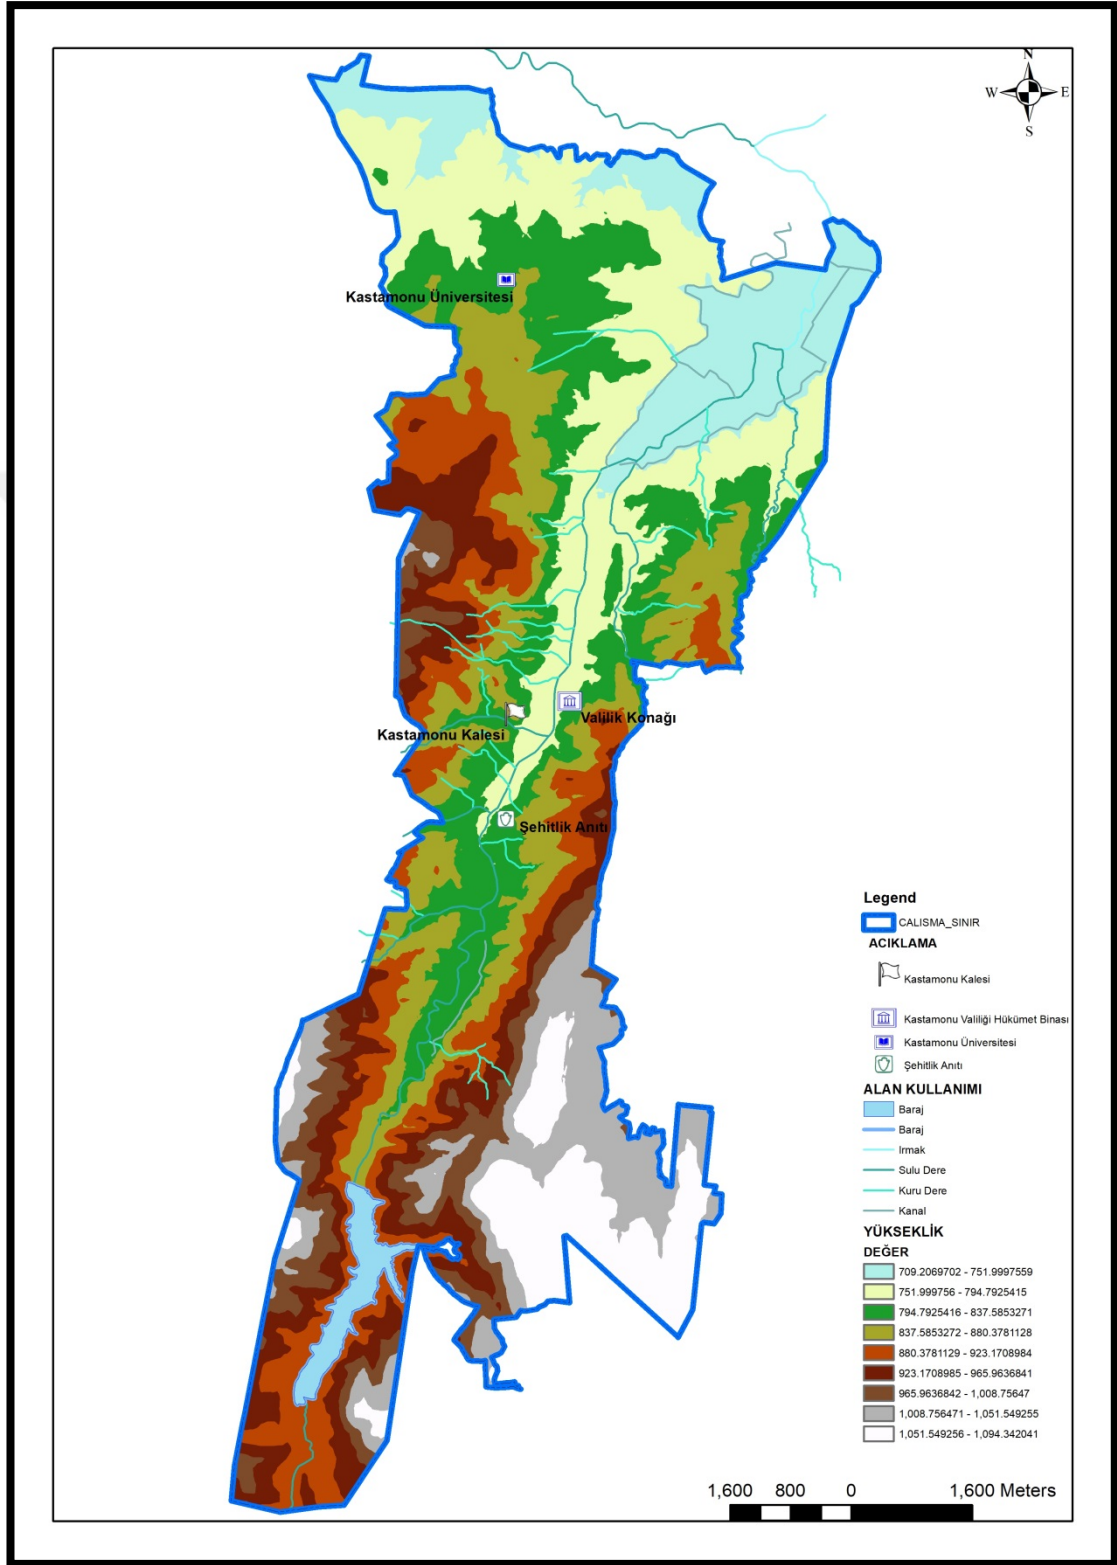 N
W E
S
Kastamonu Üniversitesi
Valilik Konağı
Kastamonu Kalesi
Şehitlik Anıtı
Legend
CALISMA_SINIR
ACIKLAMA
Kastamonu Kalesi
Kastamonu Valiliği Hükümet Binası
Kastamonu Üniversitesi
Şehitlik Anıtı
ALAN KULLANIMI
Baraj
Baraj
Irmak
Sulu Dere
Kuru Dere
Kanal
YÜKSEKLİK
DEĞER
709.2069702 - 751.9997559
751.999756 - 794.7925415
794.7925416 - 837.5853271
837.5853272 - 880.3781128
880.3781129 - 923.1708984
923.1708985 - 965.9636841
965.9636842 - 1,008.75647
1,008.756471 - 1,051.549255
1,051.549256 - 1,094.342041
1,600 800 0 1,600 Meters